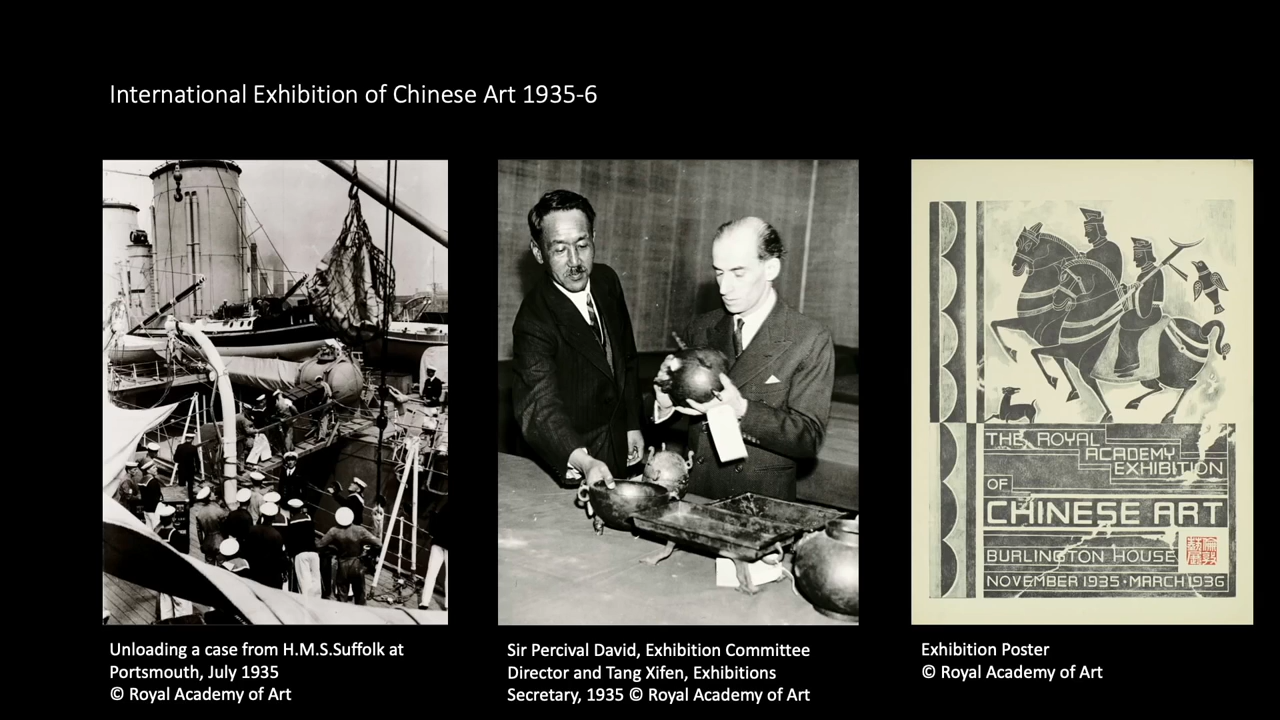 International Exhibition of Chinese Art 1935-6
THE ROYAL
ACADEMY
EXHIBITION
OF
CHINESE ART
BURLINGTON HOUSE
NOVEMBER 1935·MARCH 1936
Unloading a case from H.M.S.Suffolk at
Portsmouth, July 1935
© Royal Academy of Art
Sir Percival David, Exhibition Committee
Director and Tang Xifen, Exhibitions
Secretary, 1935 © Royal Academy of Art
Exhibition Poster
© Royal Academy of Art